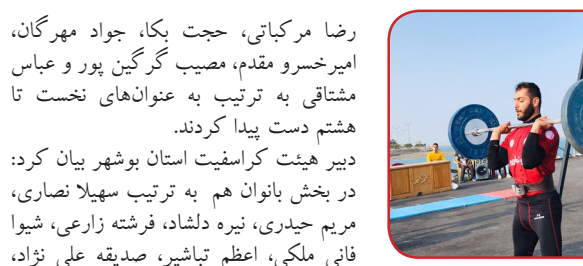 رضا مرکباتی، حجت بکا، جواد مهرگان،
امیرخسرو مقدم، مصیب گرگین پور و عباس
مشتاقی به ترتیب به عنوان‌های نخست تا
هشتم دست پیدا کردند.
دبیر هیئت کراسفیت استان بوشهر بیان کرد:
در بخش بانوان هم به ترتیب سهیلا نصاری،
مریم حیدری، نیره دلشاد، فرشته زارعی، شیوا
فانی ملکی، اعظم تباشیر، صدیقه علی نژاد،